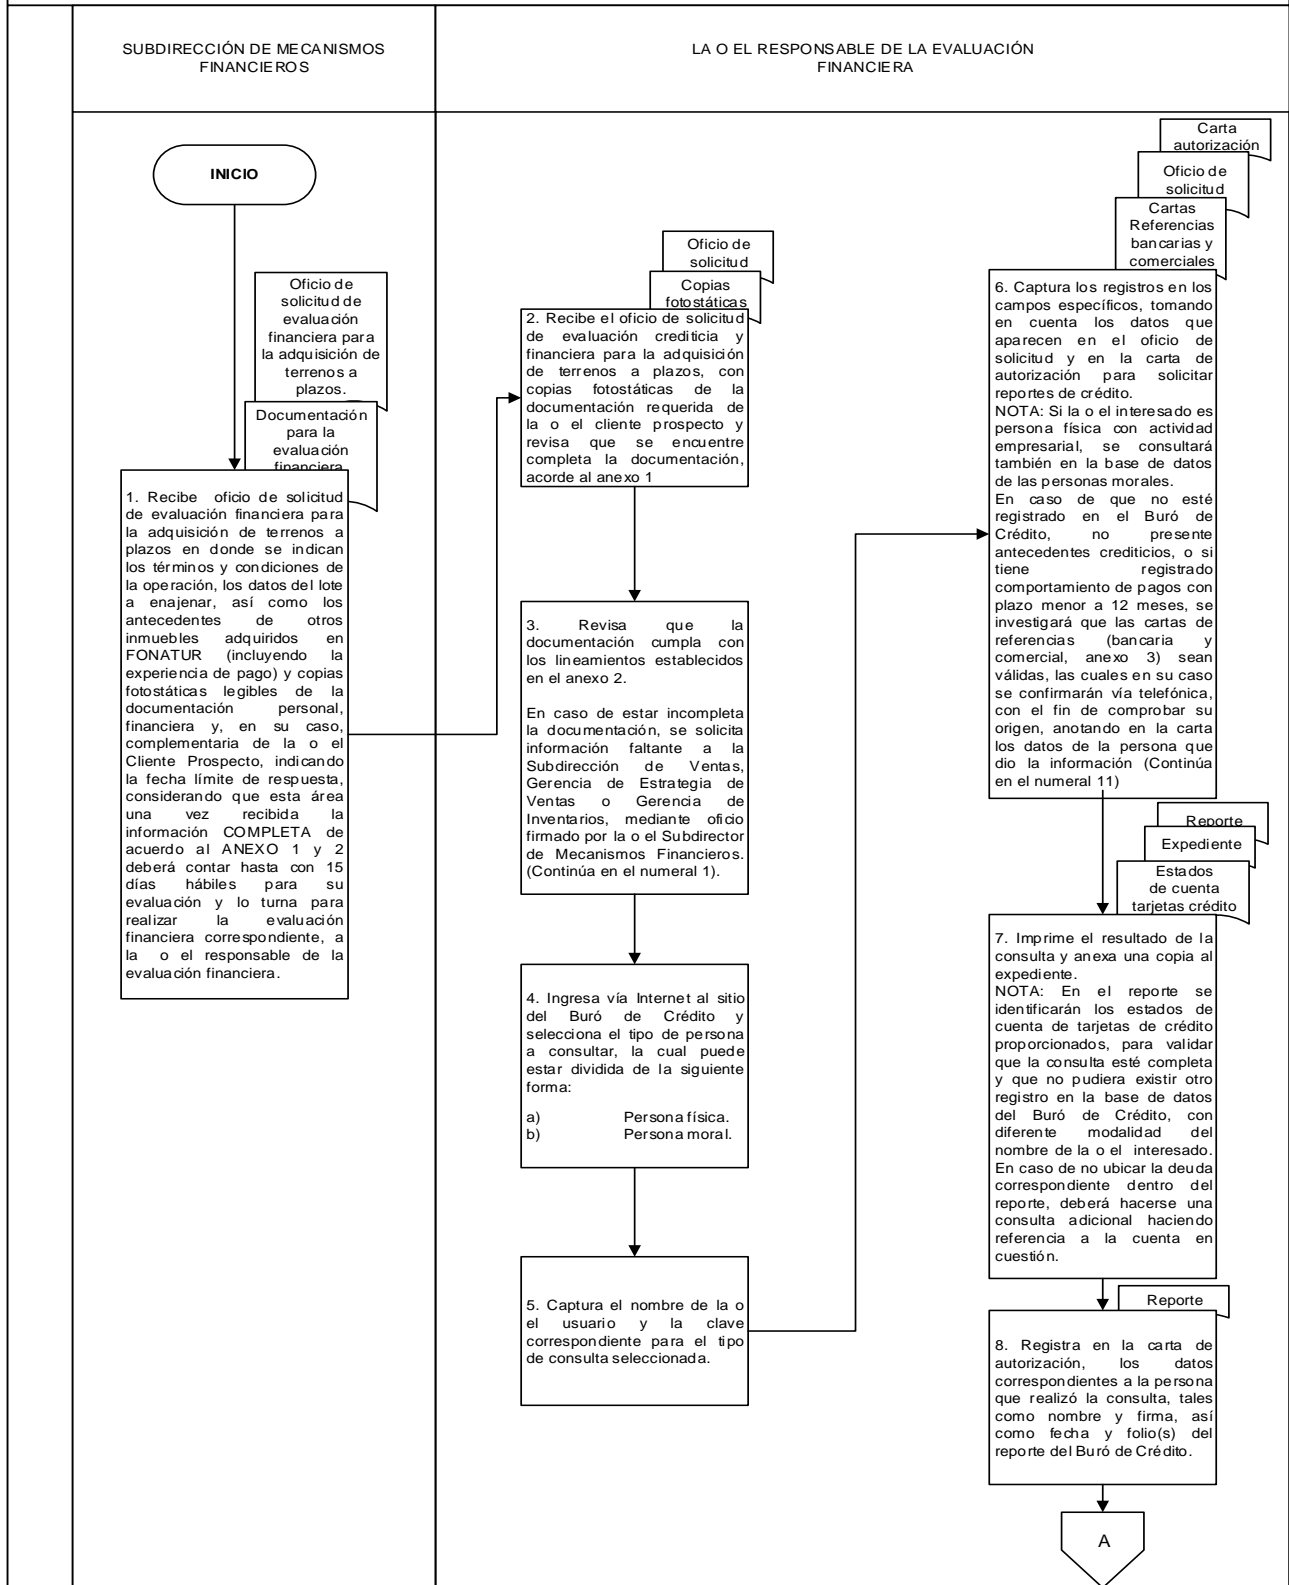 SUBDIRECCIÓN DE MECANISMOS
FINANCIEROS
LA O EL RESPONSABLE DE LA EVALUACIÓN
FINANCIERA
INICIO
Oficio de
solicitud de
evaluación
financiera para
la adquisición de
terrenos a
plazos.
Documentación
para la
evaluación
financiera
1. Recibe oficio de solicitud
de evaluación financiera para
la adquisición de terrenos a
plazos en donde se indican
los términos y condiciones de
la operación, los datos del lote
a enajenar, así como los
antecedentes de otros
inmuebles adquiridos en
FONATUR (incluyendo la
experiencia de pago) y copias
fotostáticas legibles de la
documentación personal,
financiera y, en su caso,
complementaria de la o el
Cliente Prospecto, indicando
la fecha límite de respuesta,
considerando que esta área
una vez recibida la
información COMPLETA de
acuerdo al ANEXO 1 y 2
deberá contar hasta con 15
días hábiles para su
evaluación y lo turna para
realizar la evaluación
financiera correspondiente, a
la o el responsable de la
evaluación financiera.
Oficio de
solicitud
Copias
fotostáticas
2. Recibe el oficio de solicitud
de evaluación crediticia y
financiera para la adquisición
de terrenos a plazos, con
copias fotostáticas de la
documentación requerida de
la o el cliente prospecto y
revisa que se encuentre
completa la documentación,
acorde al anexo 1
3. Revisa que la
documentación cumpla con
los lineamientos establecidos
en el anexo 2.
En caso de estar incompleta
la documentación, se solicita
información faltante a la
Subdirección de Ventas,
Gerencia de Estrategia de
Ventas o Gerencia de
Inventarios, mediante oficio
firmado por la o el Subdirector
de Mecanismos Financieros.
(Continúa en el numeral 1).
4. Ingresa vía Internet al sitio
del Buró de Crédito y
selecciona el tipo de persona
a consultar, la cual puede
estar dividida de la siguiente
forma:
a) Persona física.
b) Persona moral.
5. Captura el nombre de la o
el usuario y la clave
correspondiente para el tipo
de consulta seleccionada.
Carta
autorización
Oficio de
solicitud
Cartas
Referencias
bancarias y
comerciales
6. Captura los registros en los
campos específicos, tomando
en cuenta los datos que
aparecen en el oficio de
solicitud y en la carta de
autorización para solicitar
reportes de crédito.
NOTA: Si la o el interesado es
persona física con actividad
empresarial, se consultará
también en la base de datos
de las personas morales.
En caso de que no esté
registrado en el Buró de
Crédito, no presente
antecedentes crediticios, o si
tiene registrado
comportamiento de pagos con
plazo menor a 12 meses, se
investigará que las cartas de
referencias (bancaria y
comercial, anexo 3) sean
válidas, las cuales en su caso
se confirmarán vía telefónica,
con el fin de comprobar su
origen, anotando en la carta
los datos de la persona que
dio la información (Continúa
en el numeral 11)
Reporte
Expediente
Estados
de cuenta
tarjetas crédito
7. Imprime el resultado de la
consulta y anexa una copia al
expediente.
NOTA: En el reporte se
identificarán los estados de
cuenta de tarjetas de crédito
proporcionados, para validar
que la consulta esté completa
y que no pudiera existir otro
registro en la base de datos
del Buró de Crédito, con
diferente modalidad del
nombre de la o el interesado.
En caso de no ubicar la deuda
correspondiente dentro del
reporte, deberá hacerse una
consulta adicional haciendo
referencia a la cuenta en
cuestión.
Reporte
8. Registra en la carta de
autorización, los datos
correspondientes a la persona
que realizó la consulta, tales
como nombre y firma, así
como fecha y folio(s) del
reporte del Buró de Crédito.
A